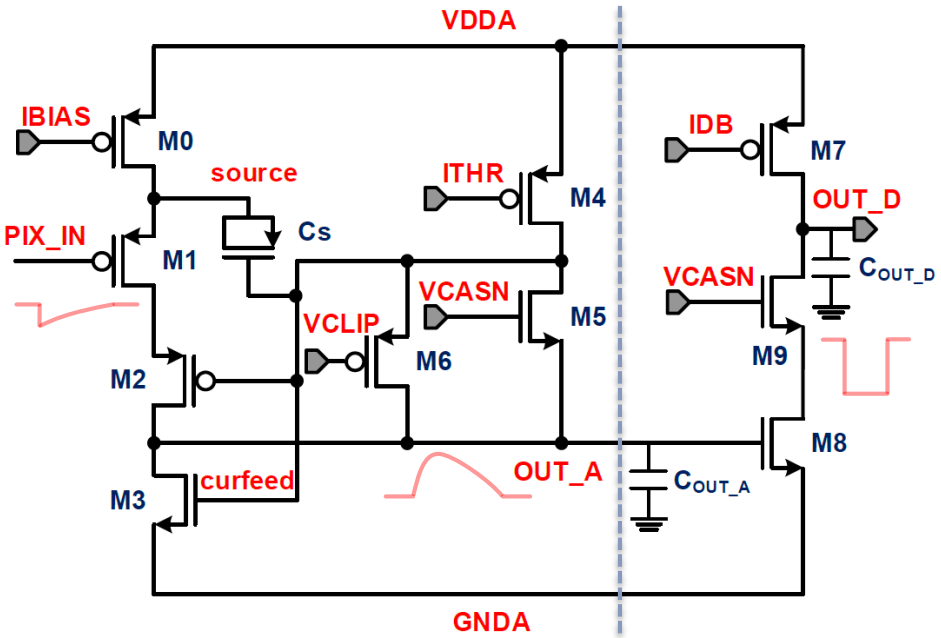 VDDA
IBIAS
M0
IDB
M7
source
ITHR
M4
OUT_D
PIX_IN
M1
Cs
COUT_D
VCASN
VCASN
M5
VCLIP
M6
M9
M2
M8
OUT_A
curfeed
COUT_A
M3
GNDA